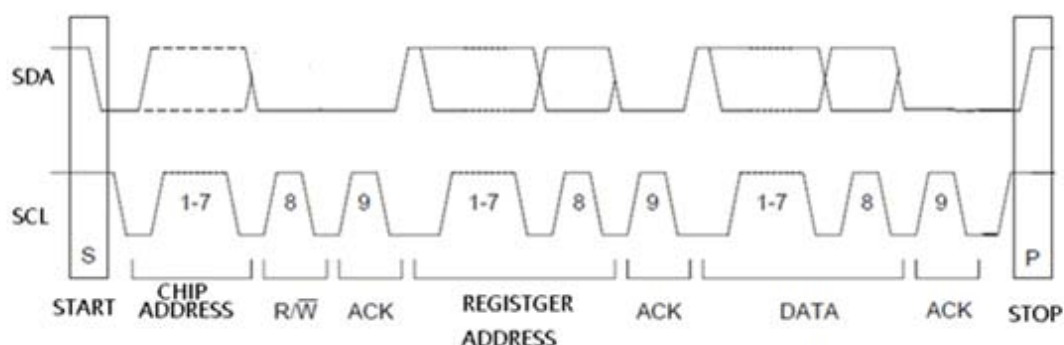 SDA
SCL
1-7 8 9 1-7 8 9 1-7 8 9
S P
START CHIP ADDRESS R/W̅ ACK REGISTGER ADDRESS ACK DATA ACK STOP